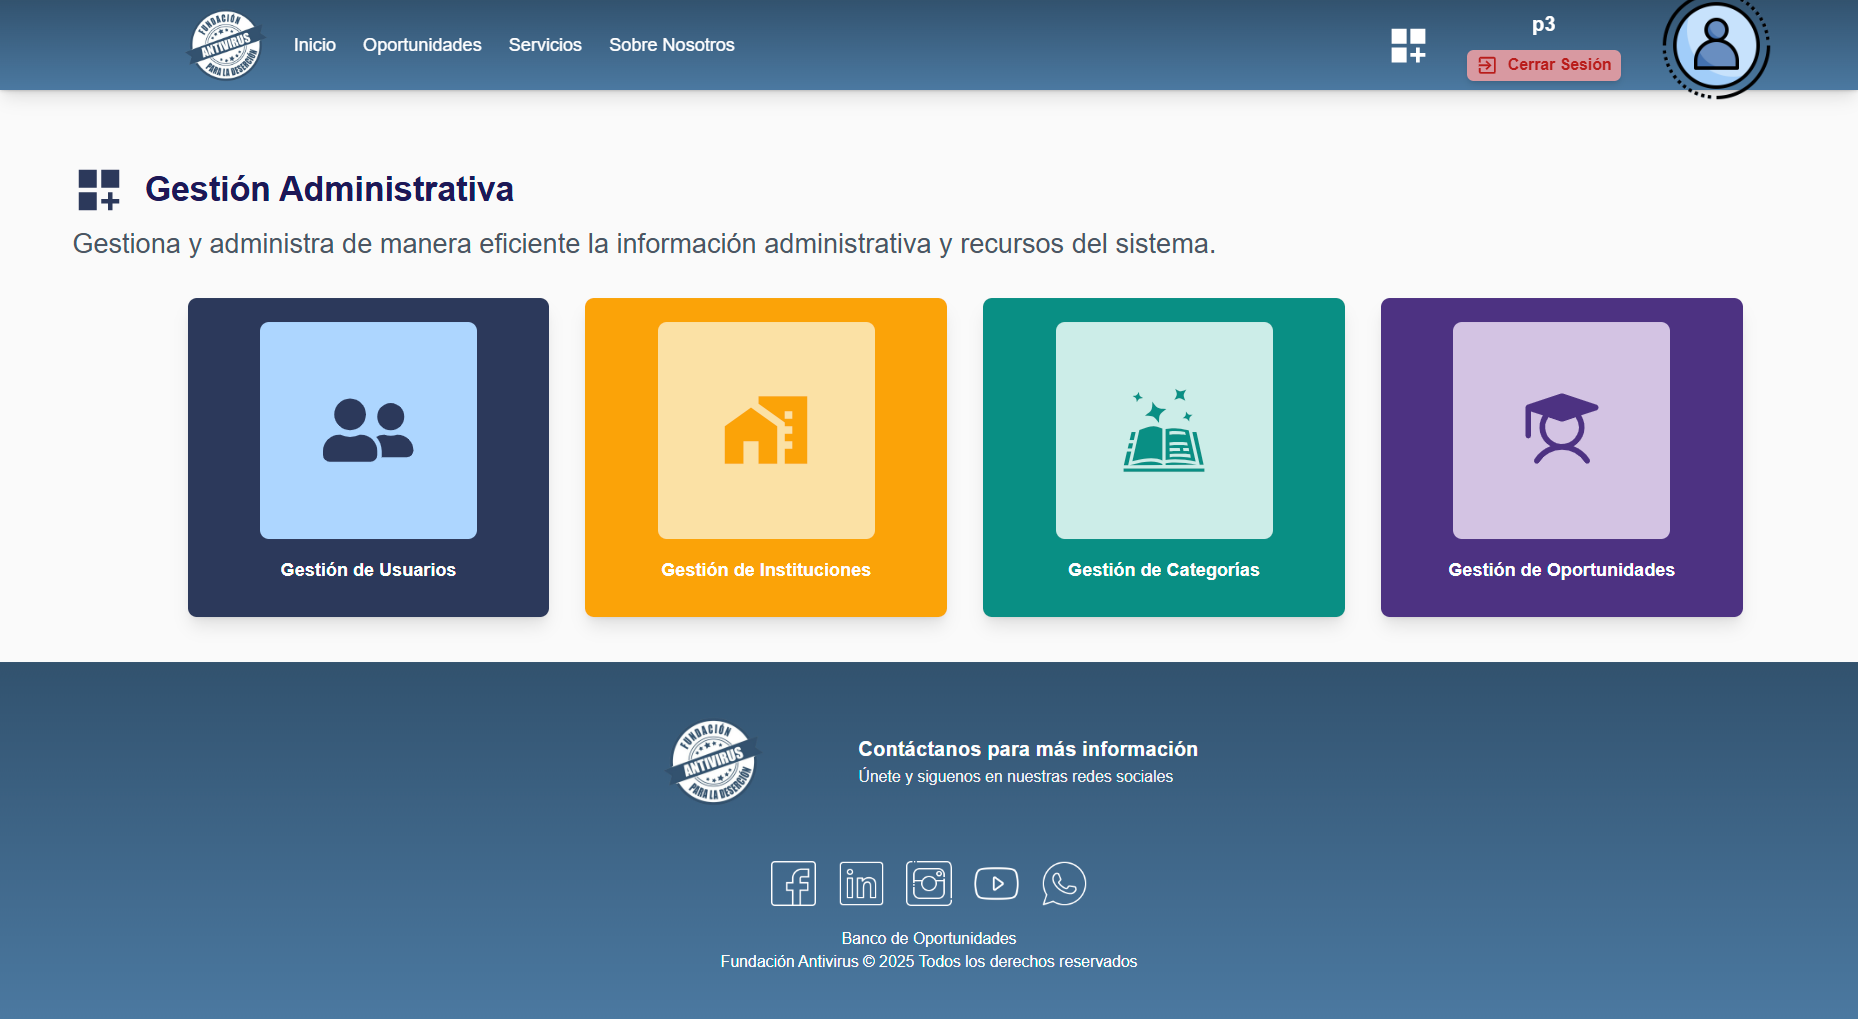 FUNDACIÓN
ANTIVIRUS
PARA LA DESERCIÓN
Inicio
Oportunidades
Servicios
Sobre Nosotros
p3
Cerrar Sesión
Gestión Administrativa
Gestiona y administra de manera eficiente la información administrativa y recursos del sistema.
Gestión de Usuarios
Gestión de Instituciones
Gestión de Categorías
Gestión de Oportunidades
FUNDACIÓN
ANTIVIRUS
PARA LA DESERCIÓN
Contáctanos para más información
Únete y siguenos en nuestras redes sociales
in
Banco de Oportunidades
Fundación Antivirus © 2025 Todos los derechos reservados